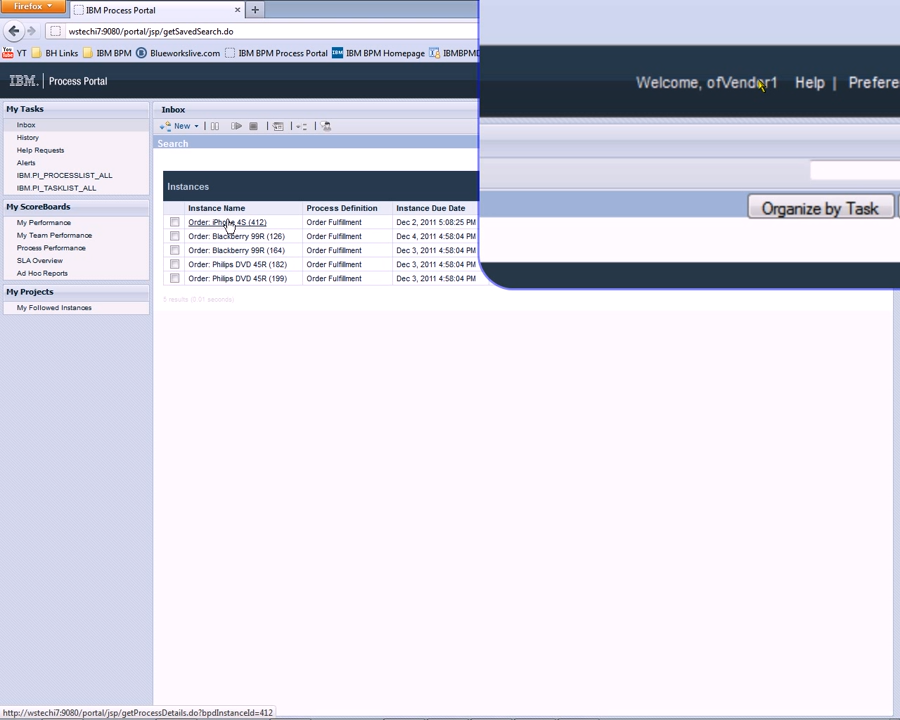 Firefox
IBM Process Portal
wstechi7:9080/portal/jsp/getSavedSearch.do
YT BH Links IBM BPM Blueworkslive.com IBM BPM Process Portal IBM BPM Homepage IBMBPM
IBM. Process Portal
Welcome, ofVendor1 Help | Prefere
My Tasks
Inbox
History
Help Requests
Alerts
IBM.PI_PROCESSLIST_ALL
IBM.PI_TASKLIST_ALL
My ScoreBoards
My Performance
My Team Performance
Process Performance
SLA Overview
Ad Hoc Reports
My Projects
My Followed Instances
Inbox
New
Search
Organize by Task
Instances
Instance Name Process Definition Instance Due Date
Order: iPhone 4S (412) Order Fulfillment Dec 2, 2011 5:08:25 PM
Order: Blackberry 99R (126) Order Fulfillment Dec 4, 2011 4:58:04 PM
Order: Blackberry 99R (164) Order Fulfillment Dec 3, 2011 4:58:04 PM
Order: Philips DVD 45R (182) Order Fulfillment Dec 3, 2011 4:58:04 PM
Order: Philips DVD 45R (199) Order Fulfillment Dec 3, 2011 4:58:04 PM
5 results (0.01 seconds)
http://wstechi7:9080/portal/jsp/getProcessDetails.do?bpdInstanceId=412